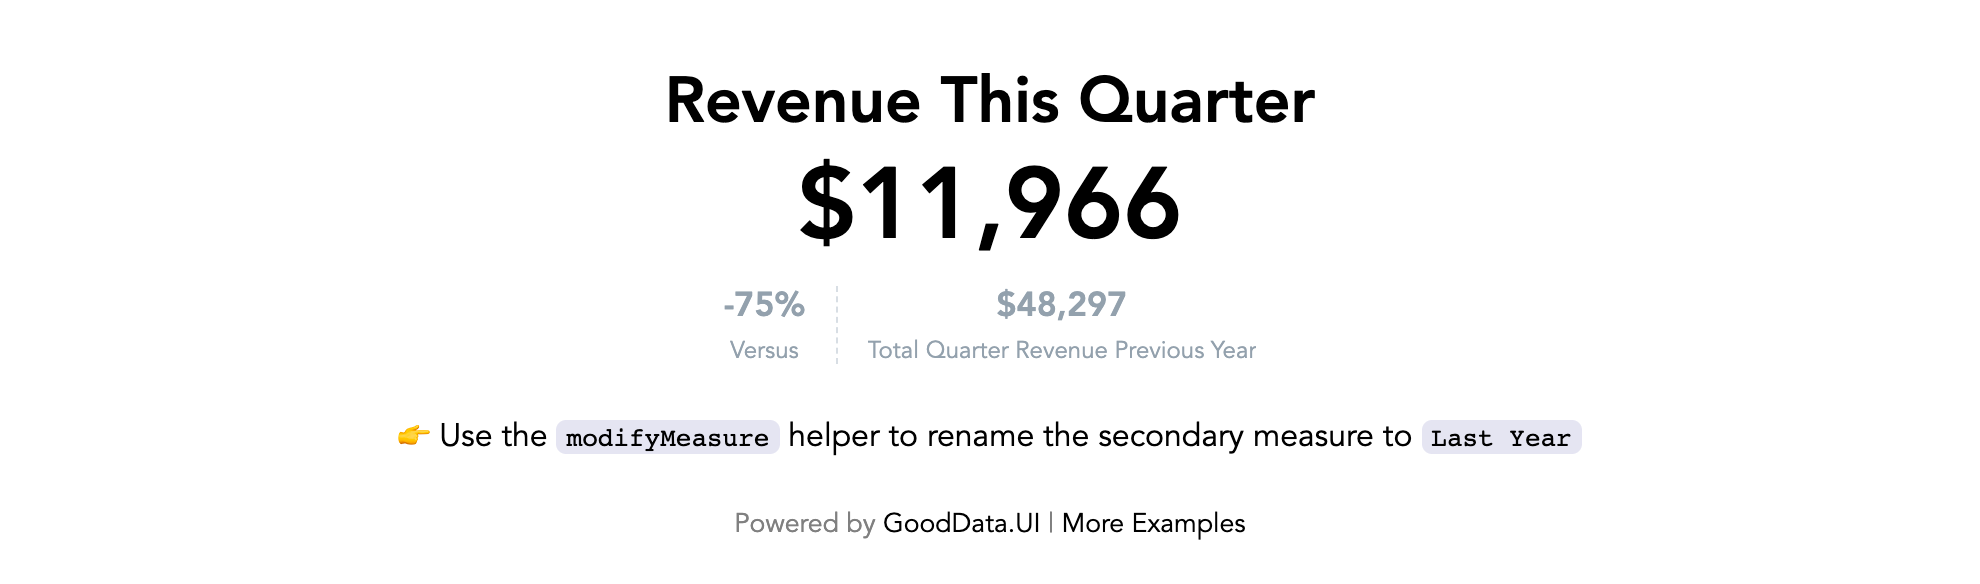 Revenue This Quarter
$11,966
-75%
Versus
$48,297
Total Quarter Revenue Previous Year
👉 Use the modifyMeasure helper to rename the secondary measure to Last Year
Powered by GoodData.UI | More Examples